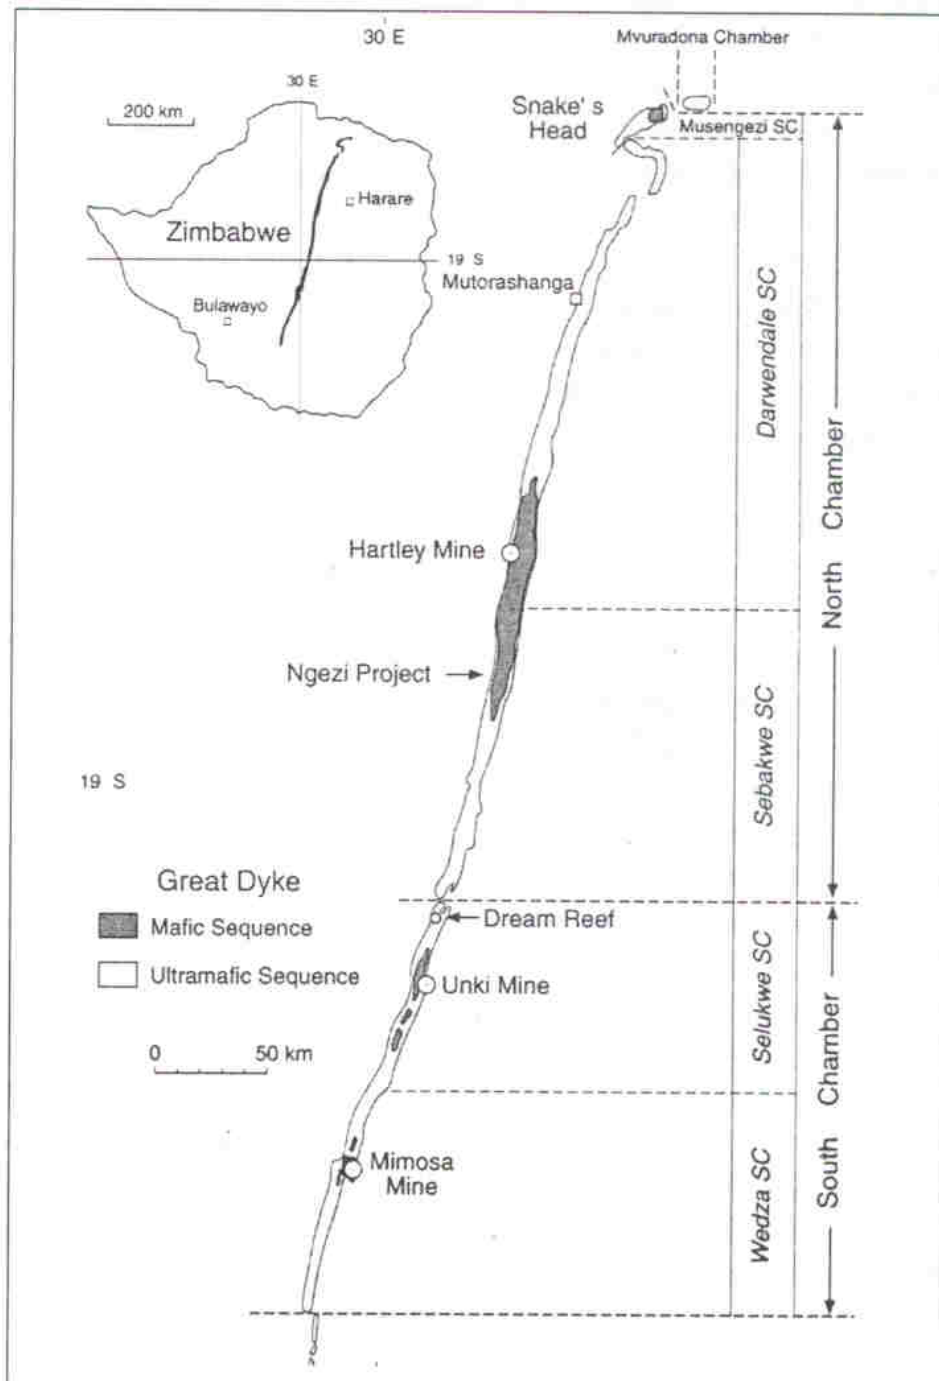 30 E
Mvuradona Chamber
30 E
200 km
Snake's
Head
Musengezi SC
Harare
Zimbabwe
19 S
Mutorashanga
Bulawayo
Darwendale SC
North Chamber
Hartley Mine
Ngezi Project
Sebakwe SC
19 S
Great Dyke
Mafic Sequence
Ultramafic Sequence
Dream Reef
Unki Mine
Selukwe SC
0 50 km
South Chamber
Mimosa
Mine
Wedza SC